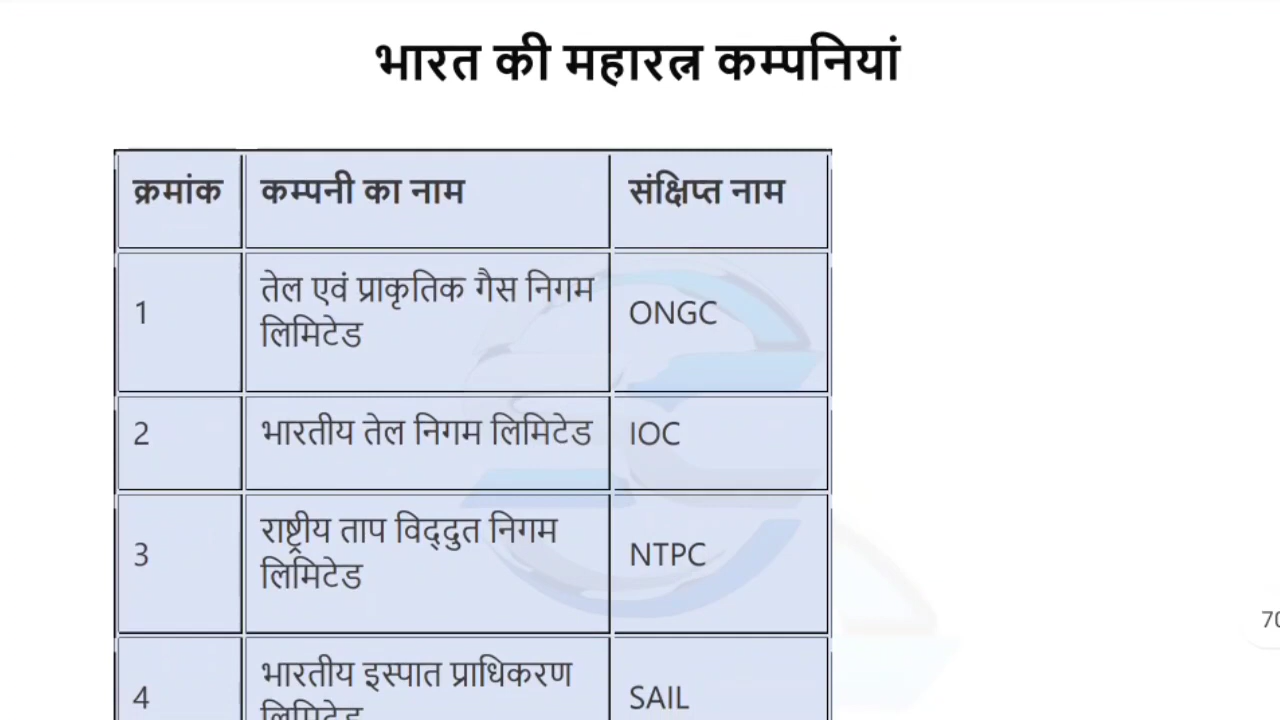 भारत की महारत्न कम्पनियां
क्रमांक कम्पनी का नाम संक्षिप्त नाम
1 तेल एवं प्राकृतिक गैस निगम
लिमिटेड ONGC
2 भारतीय तेल निगम लिमिटेड IOC
3 राष्ट्रीय ताप विद्दुत निगम
लिमिटेड NTPC
4 भारतीय इस्पात प्राधिकरण
लिमिटेड SAIL
70